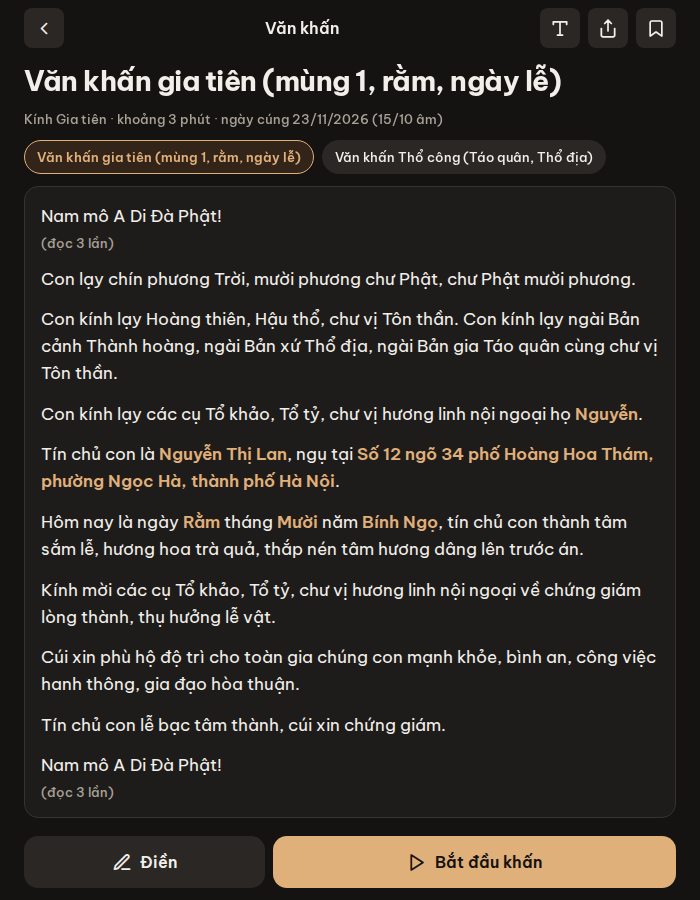 Văn khấn
Văn khấn gia tiên (mùng 1, rằm, ngày lễ)
Kính Gia tiên · khoảng 3 phút · ngày cúng 23/11/2026 (15/10 âm)
Văn khấn gia tiên (mùng 1, rằm, ngày lễ)
Văn khấn Thổ công (Táo quân, Thổ địa)
Nam mô A Di Đà Phật!
(đọc 3 lần)
Con lạy chín phương Trời, mười phương chư Phật, chư Phật mười phương.
Con kính lạy Hoàng thiên, Hậu thổ, chư vị Tôn thần. Con kính lạy ngài Bản
cảnh Thành hoàng, ngài Bản xứ Thổ địa, ngài Bản gia Táo quân cùng chư vị
Tôn thần.
Con kính lạy các cụ Tổ khảo, Tổ tỷ, chư vị hương linh nội ngoại họ Nguyễn.
Tín chủ con là Nguyễn Thị Lan, ngụ tại Số 12 ngõ 34 phố Hoàng Hoa Thám,
phường Ngọc Hà, thành phố Hà Nội.
Hôm nay là ngày Rằm tháng Mười năm Bính Ngọ, tín chủ con thành tâm
sắm lễ, hương hoa trà quả, thắp nén tâm hương dâng lên trước án.
Kính mời các cụ Tổ khảo, Tổ tỷ, chư vị hương linh nội ngoại về chứng giám
lòng thành, thụ hưởng lễ vật.
Cúi xin phù hộ độ trì cho toàn gia chúng con mạnh khỏe, bình an, công việc
hanh thông, gia đạo hòa thuận.
Tín chủ con lễ bạc tâm thành, cúi xin chứng giám.
Nam mô A Di Đà Phật!
(đọc 3 lần)
Điền
Bắt đầu khấn